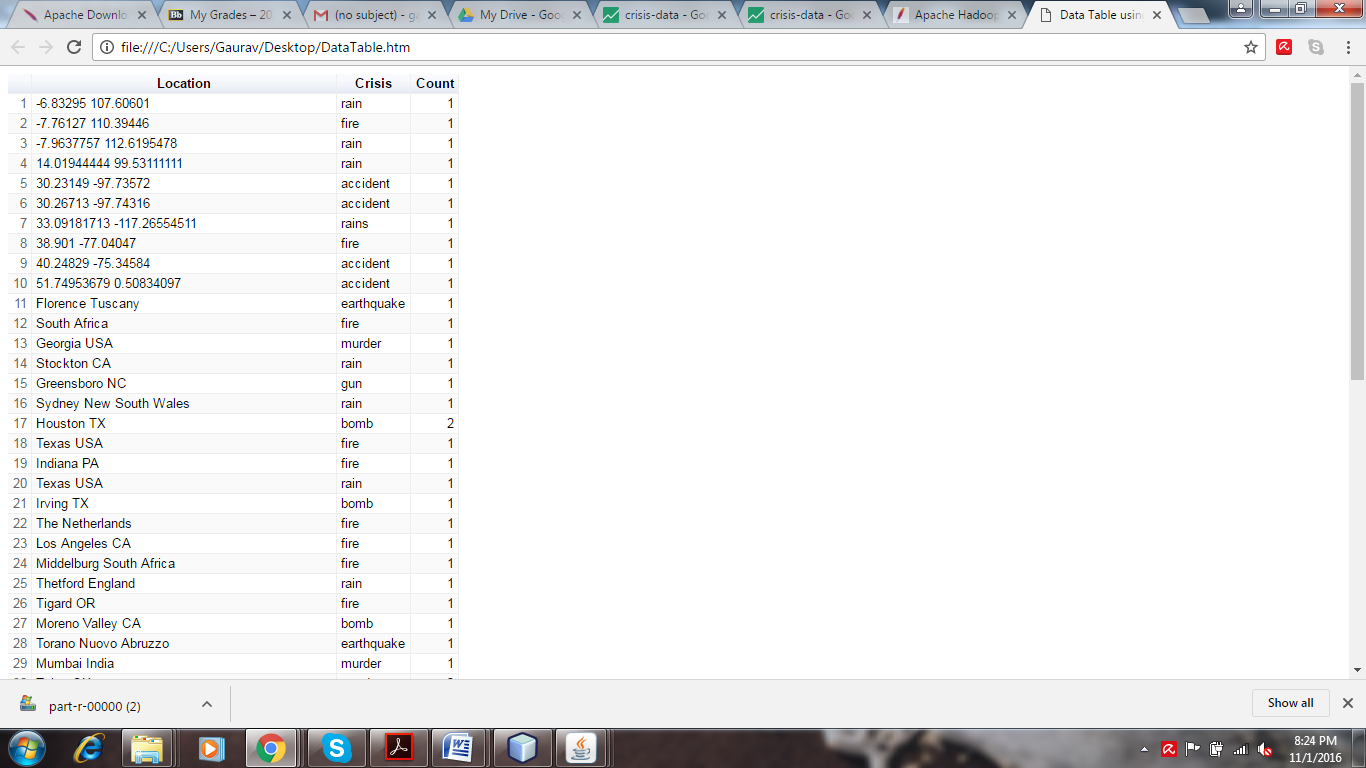 Apache Downlo
My Grades – 20
(no subject) - ga
My Drive - Goog
crisis-data - Goo
crisis-data - Goo
Apache Hadoop
Data Table usin
file:///C:/Users/Gaurav/Desktop/DataTable.htm
Location Crisis Count
1 -6.83295 107.60601 rain 1
2 -7.76127 110.39446 fire 1
3 -7.9637757 112.6195478 rain 1
4 14.01944444 99.53111111 rain 1
5 30.23149 -97.73572 accident 1
6 30.26713 -97.74316 accident 1
7 33.09181713 -117.26554511 rains 1
8 38.901 -77.04047 fire 1
9 40.24829 -75.34584 accident 1
10 51.74953679 0.50834097 accident 1
11 Florence Tuscany earthquake 1
12 South Africa fire 1
13 Georgia USA murder 1
14 Stockton CA rain 1
15 Greensboro NC gun 1
16 Sydney New South Wales rain 1
17 Houston TX bomb 2
18 Texas USA fire 1
19 Indiana PA fire 1
20 Texas USA rain 1
21 Irving TX bomb 1
22 The Netherlands fire 1
23 Los Angeles CA fire 1
24 Middelburg South Africa fire 1
25 Thetford England rain 1
26 Tigard OR fire 1
27 Moreno Valley CA bomb 1
28 Torano Nuovo Abruzzo earthquake 1
29 Mumbai India murder 1
part-r-00000 (2)
Show all
8:24 PM
11/1/2016